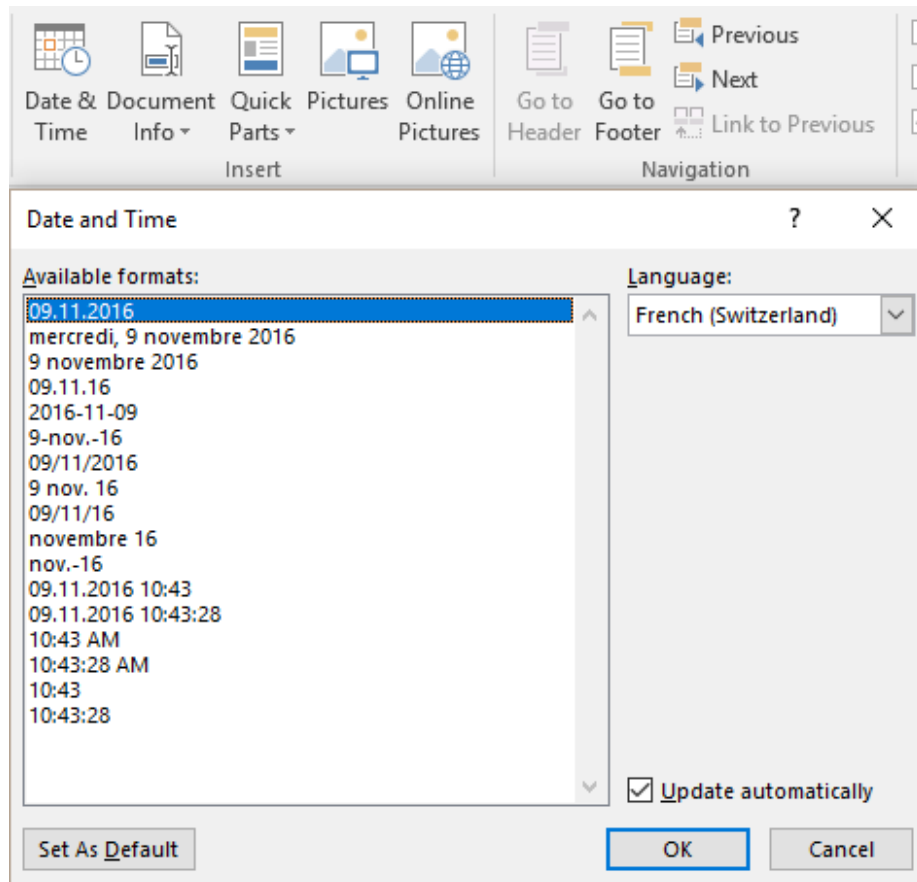 Date & Time
Document Info
Quick Parts
Pictures
Online Pictures
Go to Header
Go to Footer
Previous
Next
Link to Previous
Insert
Navigation
Date and Time
?
Available formats:
Language:
09.11.2016
French (Switzerland)
mercredi, 9 novembre 2016
9 novembre 2016
09.11.16
2016-11-09
9-nov.-16
09/11/2016
9 nov. 16
09/11/16
novembre 16
nov.-16
09.11.2016 10:43
09.11.2016 10:43:28
10:43 AM
10:43:28 AM
10:43
10:43:28
Update automatically
Set As Default
OK
Cancel